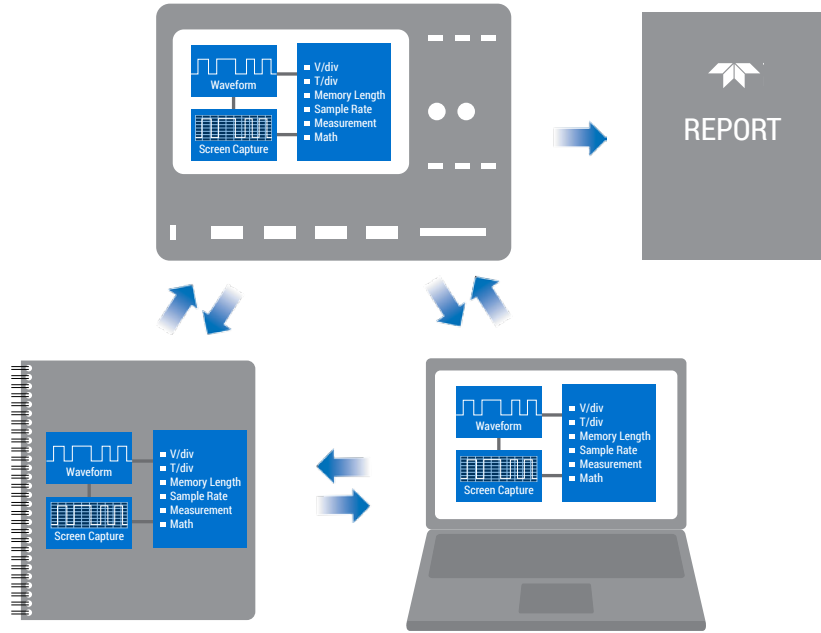 Waveform
Screen Capture
V/div
T/div
Memory Length
Sample Rate
Measurement
Math
REPORT
Waveform
Screen Capture
V/div
T/div
Memory Length
Sample Rate
Measurement
Math
Waveform
Screen Capture
V/div
T/div
Memory Length
Sample Rate
Measurement
Math